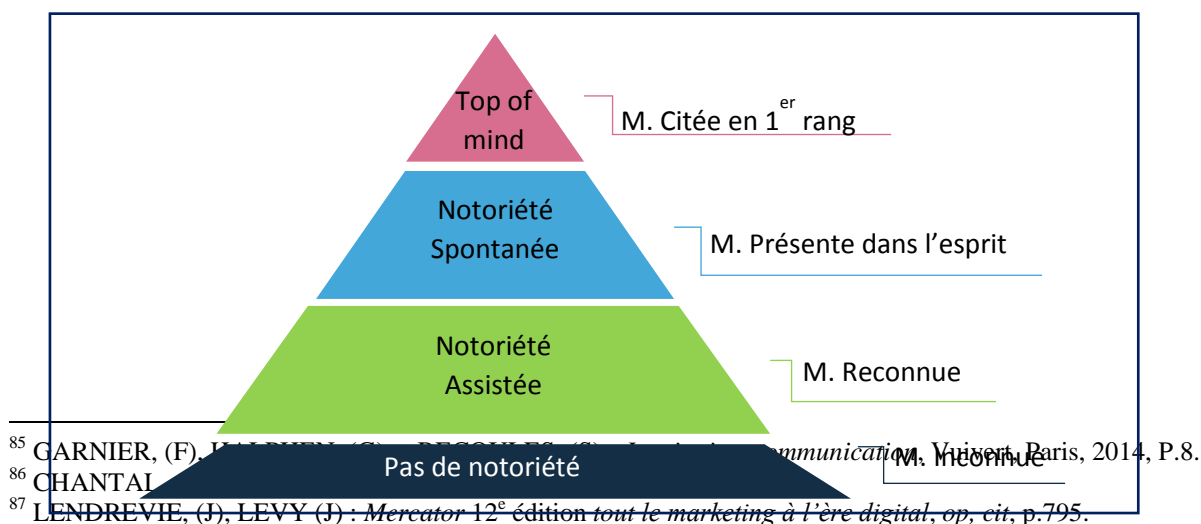 Top of
mind
M. Citée en 1er rang
Notoriété
Spontanée
M. Présente dans l’esprit
Notoriété
Assistée
M. Reconnue
Pas de notoriété
M. Inconnue
85 GARNIER, (F), communication, Vuivert, Paris, 2014, P.8.
86 CHANTAL
87 LENDREVIE, (J), LEVY (J) : Mercator 12e édition tout le marketing à l’ère digital, op, cit, p.795.